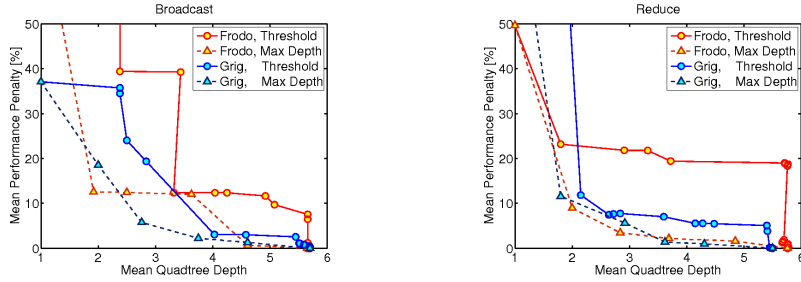 Broadcast
Mean Performance Penalty [%]
50
40
30
20
10
0
1 2 3 4 5 6
Mean Quadtree Depth
Frodo, Threshold
Frodo, Max Depth
Grig, Threshold
Grig, Max Depth
Reduce
Mean Performance Penalty [%]
50
40
30
20
10
0
1 2 3 4 5 6
Mean Quadtree Depth
Frodo, Threshold
Frodo, Max Depth
Grig, Threshold
Grig, Max Depth